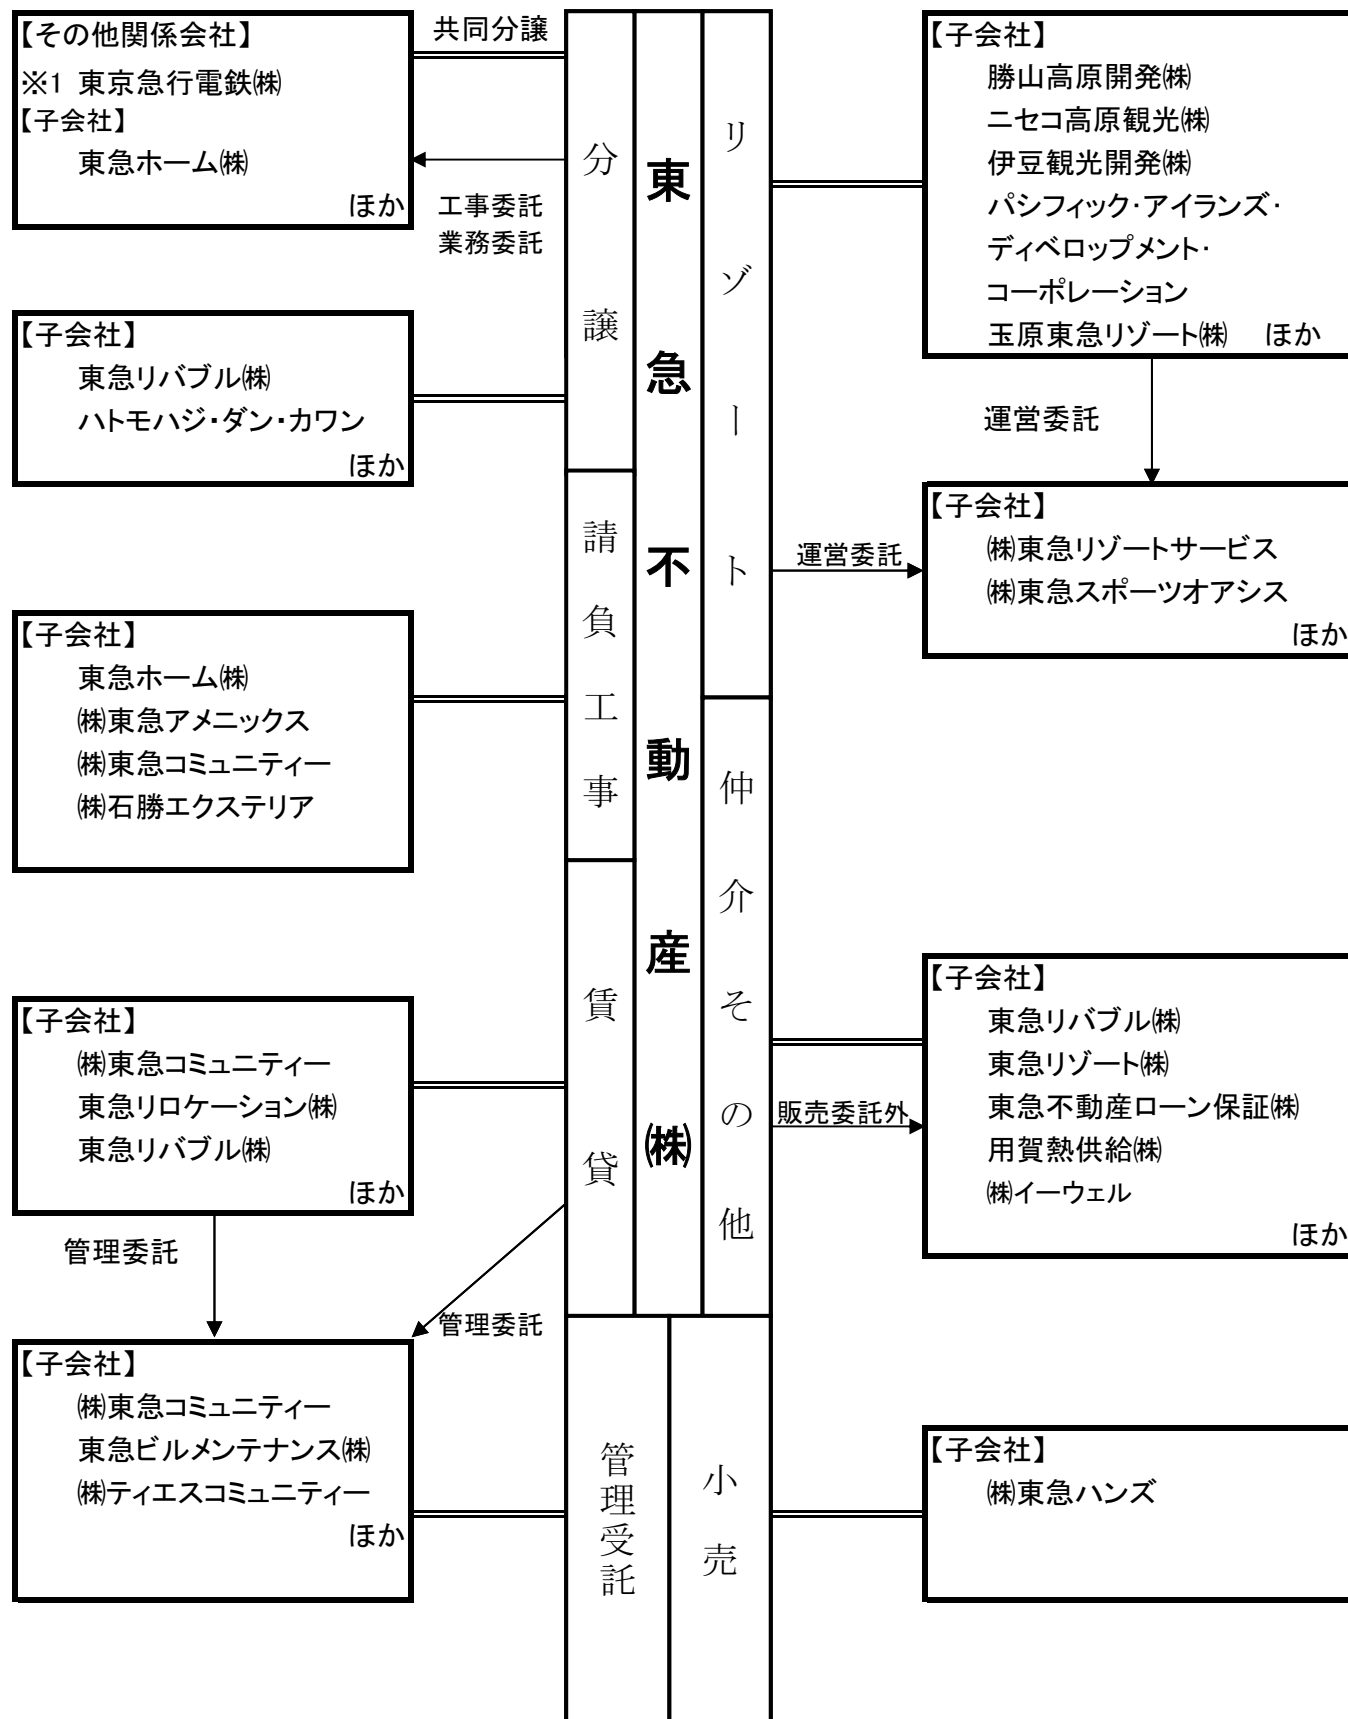 【その他関係会社】
※1 東京急行電鉄㈱
【子会社】
東急ホーム㈱
ほか
共同分譲
工事委託
業務委託
【子会社】
東急リバブル㈱
ハトモハジ・ダン・カワン
ほか
【子会社】
東急ホーム㈱
㈱東急アメニックス
㈱東急コミュニティー
㈱石勝エクステリア
【子会社】
㈱東急コミュニティー
東急リロケーション㈱
東急リバブル㈱
ほか
管理委託
管理委託
【子会社】
㈱東急コミュニティー
東急ビルメンテナンス㈱
㈱ティエスコミュニティー
ほか
分譲
請負工事
賃貸
東急不動産㈱
リゾート
仲介その他
管理受託
小売
【子会社】
勝山高原開発㈱
ニセコ高原観光㈱
伊豆観光開発㈱
パシフィック・アイランズ・
ディベロップメント・
コーポレーション
玉原東急リゾート㈱ ほか
運営委託
運営委託
【子会社】
㈱東急リゾートサービス
㈱東急スポーツオアシス
ほか
【子会社】
東急リバブル㈱
東急リゾート㈱
東急不動産ローン保証㈱
用賀熱供給㈱
㈱イーウェル
ほか
販売委託外
【子会社】
㈱東急ハンズ